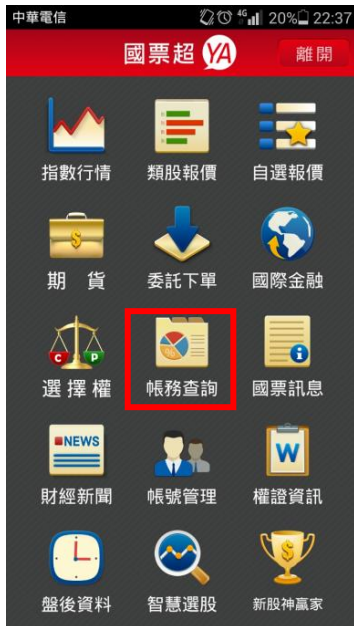 中華電信 4G 20% 22:37
國票超 YA 離開
指數行情 類股報價 自選報價
$
期 貨 委託下單 國際金融
C P
選擇權 帳務查詢 國票訊息
NEWS W
財經新聞 帳號管理 權證資訊
$
盤後資料 智慧選股 新股神贏家